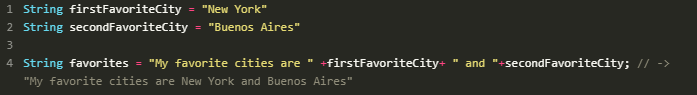 1 String firstFavoriteCity = "New York"
2 String secondFavoriteCity = "Buenos Aires"
3
4 String favorites = "My favorite cities are " +firstFavoriteCity+ " and "+secondFavoriteCity; // ->
"My favorite cities are New York and Buenos Aires"